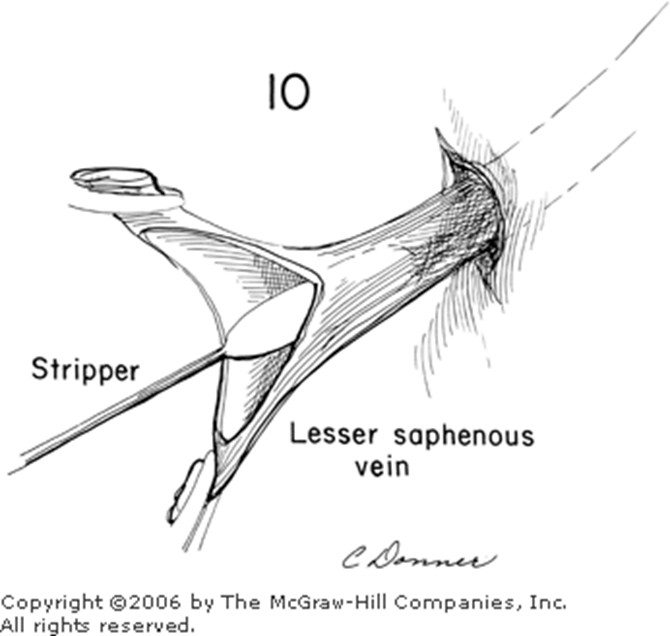 10
Stripper
Lesser saphenous
vein
C Donner
Copyright ©2006 by The McGraw-Hill Companies, Inc.
All rights reserved.